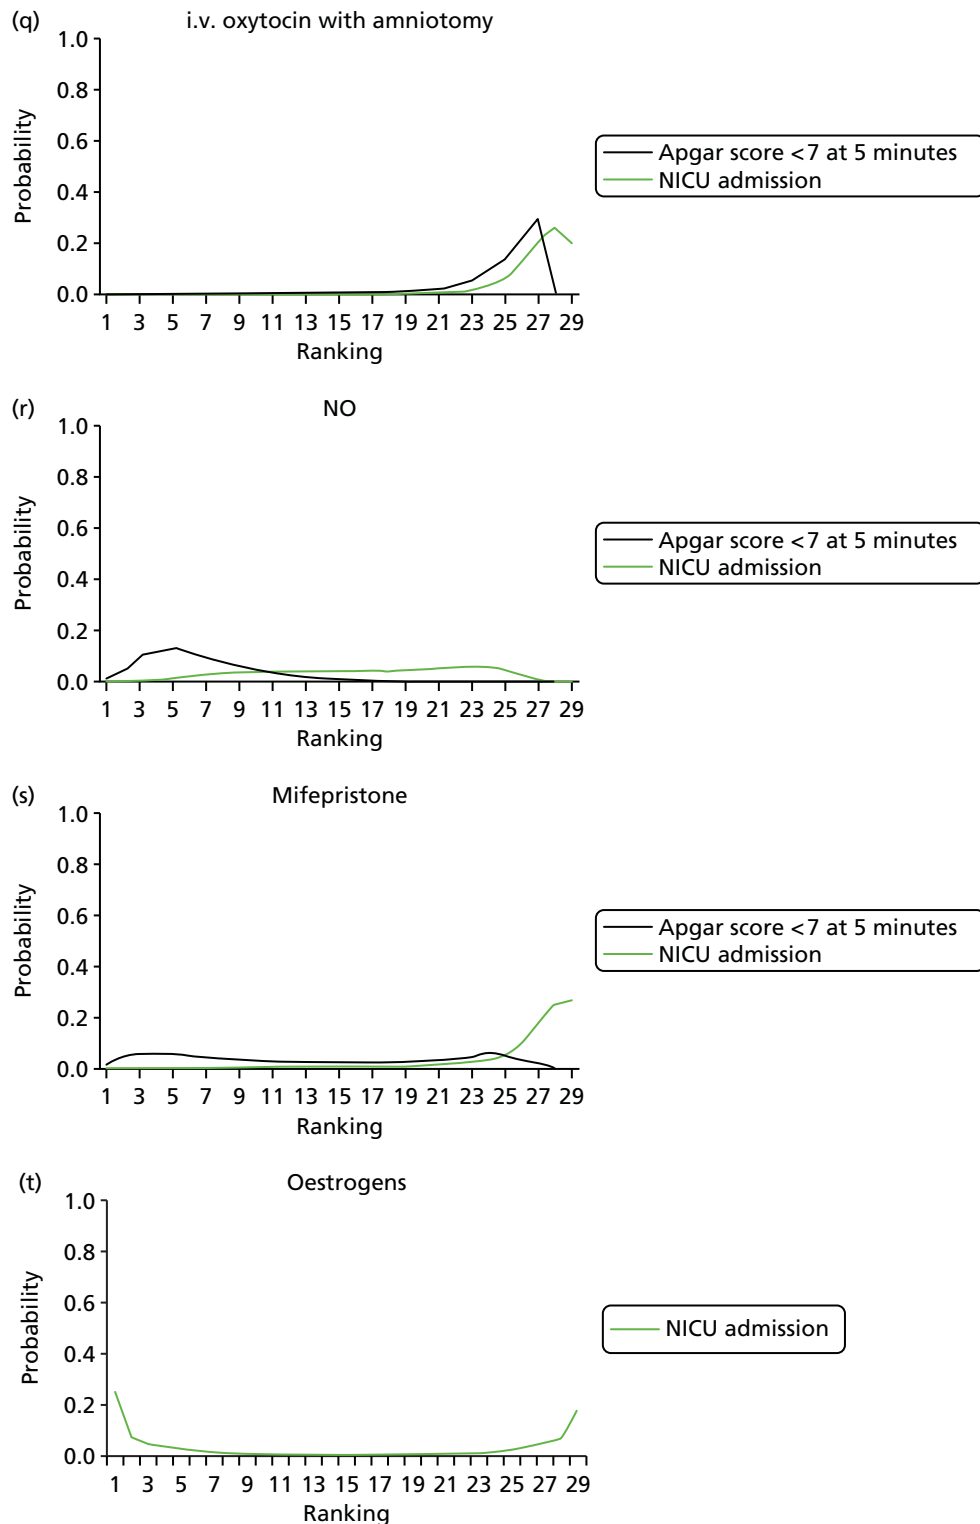 (q)
i.v. oxytocin with amniotomy
1.0
0.8
0.6
0.4
0.2
0.0
Probability
1 3 5 7 9 11 13 15 17 19 21 23 25 27 29
Ranking
Apgar score <7 at 5 minutes
NICU admission
(r)
NO
1.0
0.8
0.6
0.4
0.2
0.0
Probability
1 3 5 7 9 11 13 15 17 19 21 23 25 27 29
Ranking
Apgar score <7 at 5 minutes
NICU admission
(s)
Mifepristone
1.0
0.8
0.6
0.4
0.2
0.0
Probability
1 3 5 7 9 11 13 15 17 19 21 23 25 27 29
Ranking
Apgar score <7 at 5 minutes
NICU admission
(t)
Oestrogens
1.0
0.8
0.6
0.4
0.2
0.0
Probability
1 3 5 7 9 11 13 15 17 19 21 23 25 27 29
Ranking
NICU admission